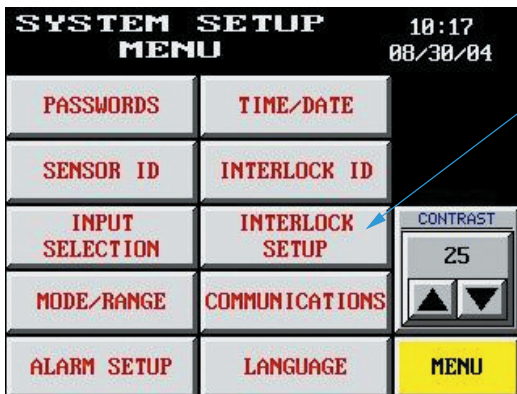 SYSTEM SETUP
MENU
10:17
08/30/04
PASSWORDS
TIME/DATE
SENSOR ID
INTERLOCK ID
INPUT
SELECTION
INTERLOCK
SETUP
CONTRAST
25
MODE/RANGE
COMMUNICATIONS
ALARM SETUP
LANGUAGE
MENU